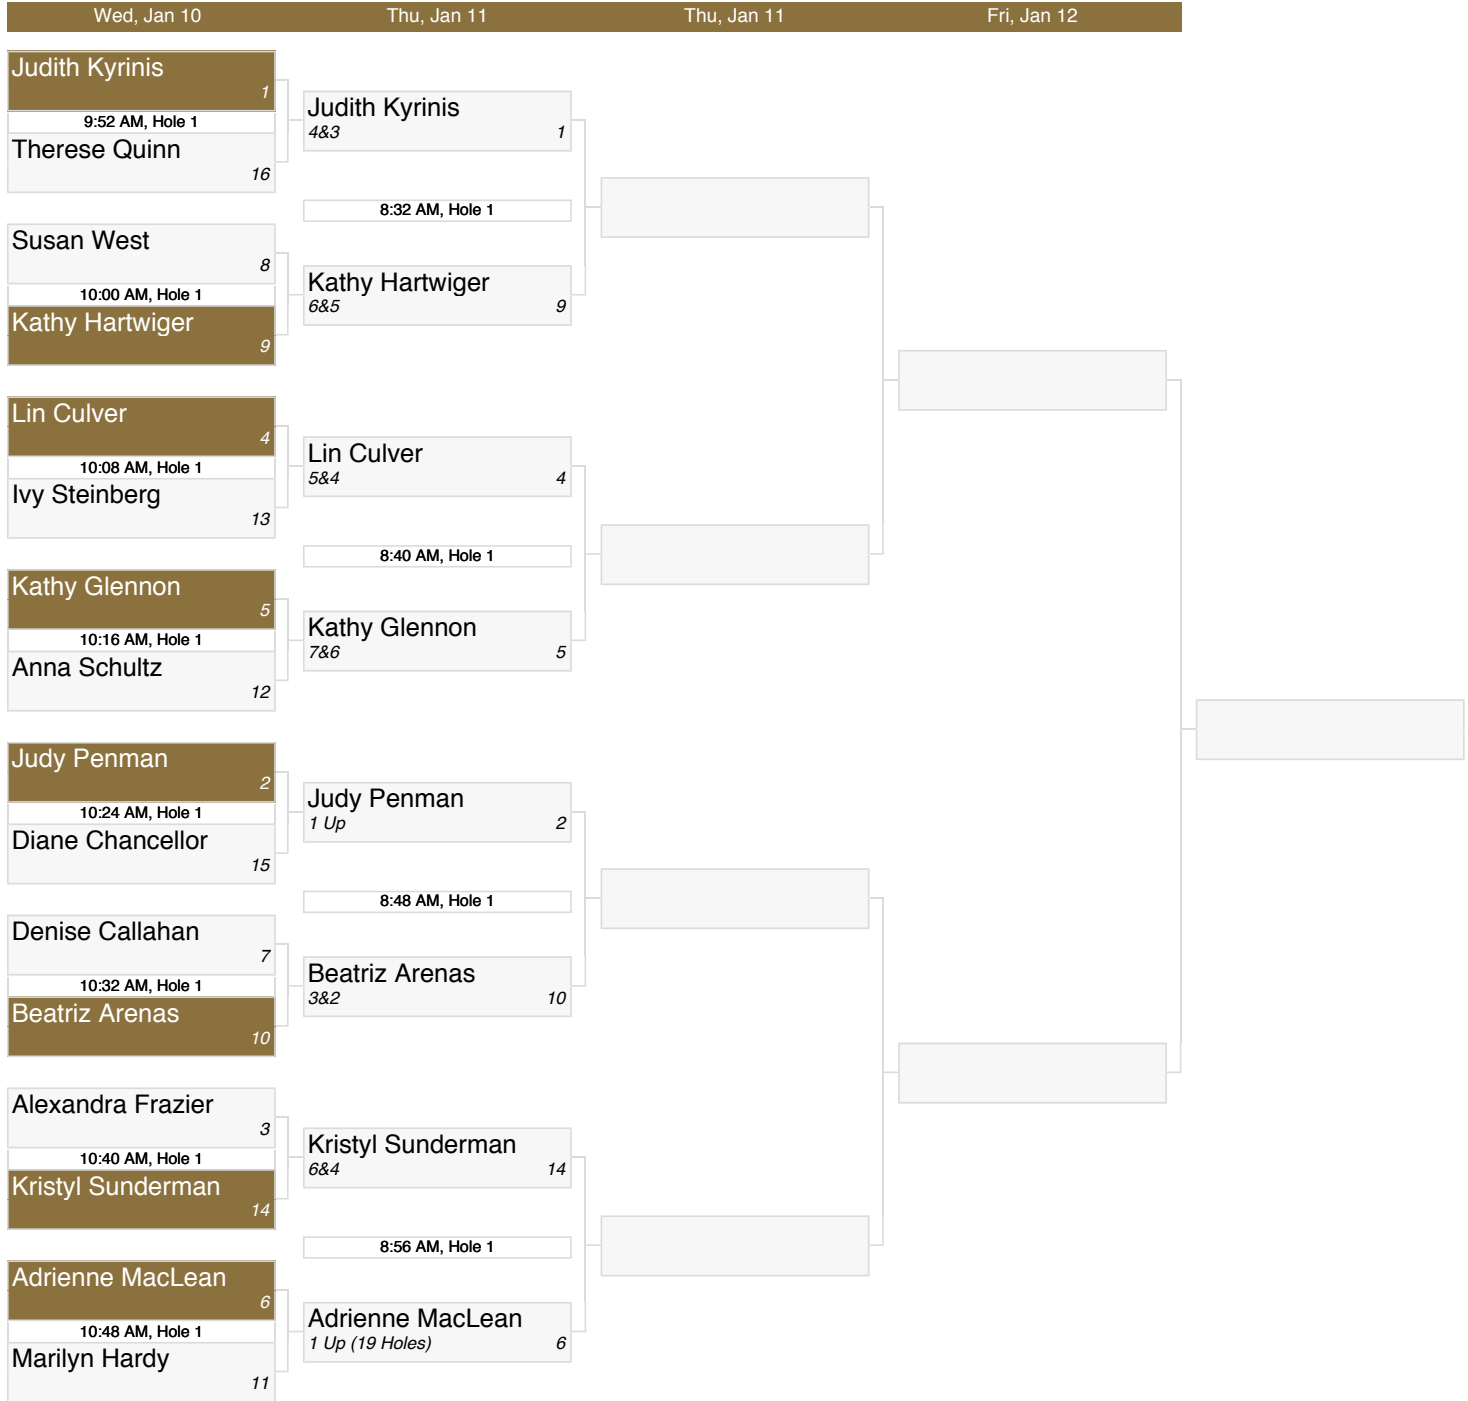 Wed, Jan 10
Thu, Jan 11
Thu, Jan 11
Fri, Jan 12
Judith Kyrinis
1
9:52 AM, Hole 1
Therese Quinn
16
Susan West
8
10:00 AM, Hole 1
Kathy Hartwiger
9
Lin Culver
4
10:08 AM, Hole 1
Ivy Steinberg
13
Kathy Glennon
5
10:16 AM, Hole 1
Anna Schultz
12
Judy Penman
2
10:24 AM, Hole 1
Diane Chancellor
15
Denise Callahan
7
10:32 AM, Hole 1
Beatriz Arenas
10
Alexandra Frazier
3
10:40 AM, Hole 1
Kristyl Sunderman
14
Adrienne MacLean
6
10:48 AM, Hole 1
Marilyn Hardy
11
Judith Kyrinis
4&3 1
8:32 AM, Hole 1
Kathy Hartwiger
6&5 9
Lin Culver
5&4 4
8:40 AM, Hole 1
Kathy Glennon
7&6 5
Judy Penman
1 Up 2
8:48 AM, Hole 1
Beatriz Arenas
3&2 10
Kristyl Sunderman
6&4 14
8:56 AM, Hole 1
Adrienne MacLean
1 Up (19 Holes) 6